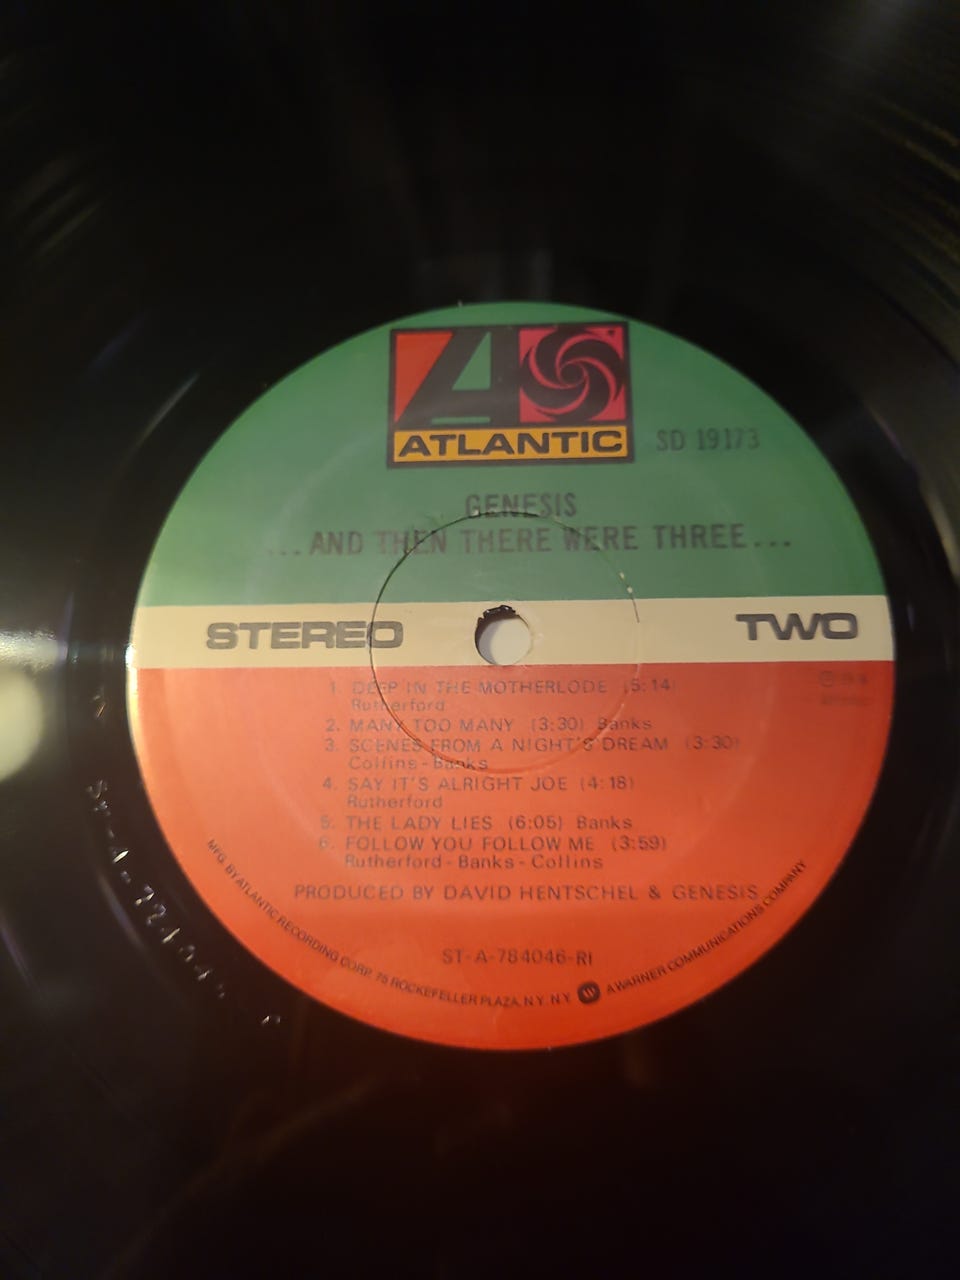 ATLANTIC
SD 19173
GENESIS
...AND THEN THERE WERE THREE...
STEREO
TWO
1. DEEP IN THE MOTHERLODE (5:14)
Rutherford
2. MANY TOO MANY (3:30) Banks
3. SCENES FROM A NIGHT'S DREAM (3:30)
Collins-Banks
4. SAY IT'S ALRIGHT JOE (4:18)
Rutherford
5. THE LADY LIES (6:05) Banks
6. FOLLOW YOU FOLLOW ME (3:59)
Rutherford-Banks-Collins
PRODUCED BY DAVID HENTSCHEL & GENESIS
ST-A-784046-RI
MFG. BY ATLANTIC RECORDING CORP. 75 ROCKEFELLER PLAZA, N.Y. N.Y. A WARNER COMMUNICATIONS COMPANY